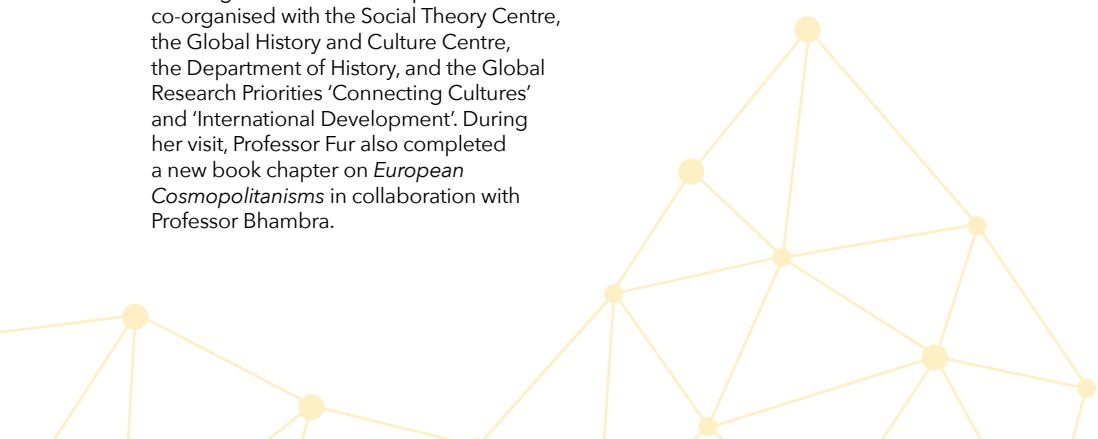 co-organised with the Social Theory Centre,
the Global History and Culture Centre,
the Department of History, and the Global
Research Priorities ‘Connecting Cultures’
and ‘International Development’. During
her visit, Professor Fur also completed
a new book chapter on European
Cosmopolitanisms in collaboration with
Professor Bhambra.